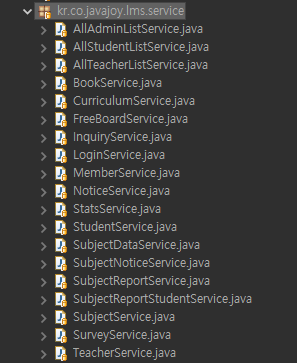 kr.co.javajoy.lms.service
AllAdminListService.java
AllStudentListService.java
AllTeacherListService.java
BookService.java
CurriculumService.java
FreeBoardService.java
InquiryService.java
LoginService.java
MemberService.java
NoticeService.java
StatsService.java
StudentService.java
SubjectDataService.java
SubjectNoticeService.java
SubjectReportService.java
SubjectReportStudentService.java
SubjectService.java
SurveyService.java
TeacherService.java